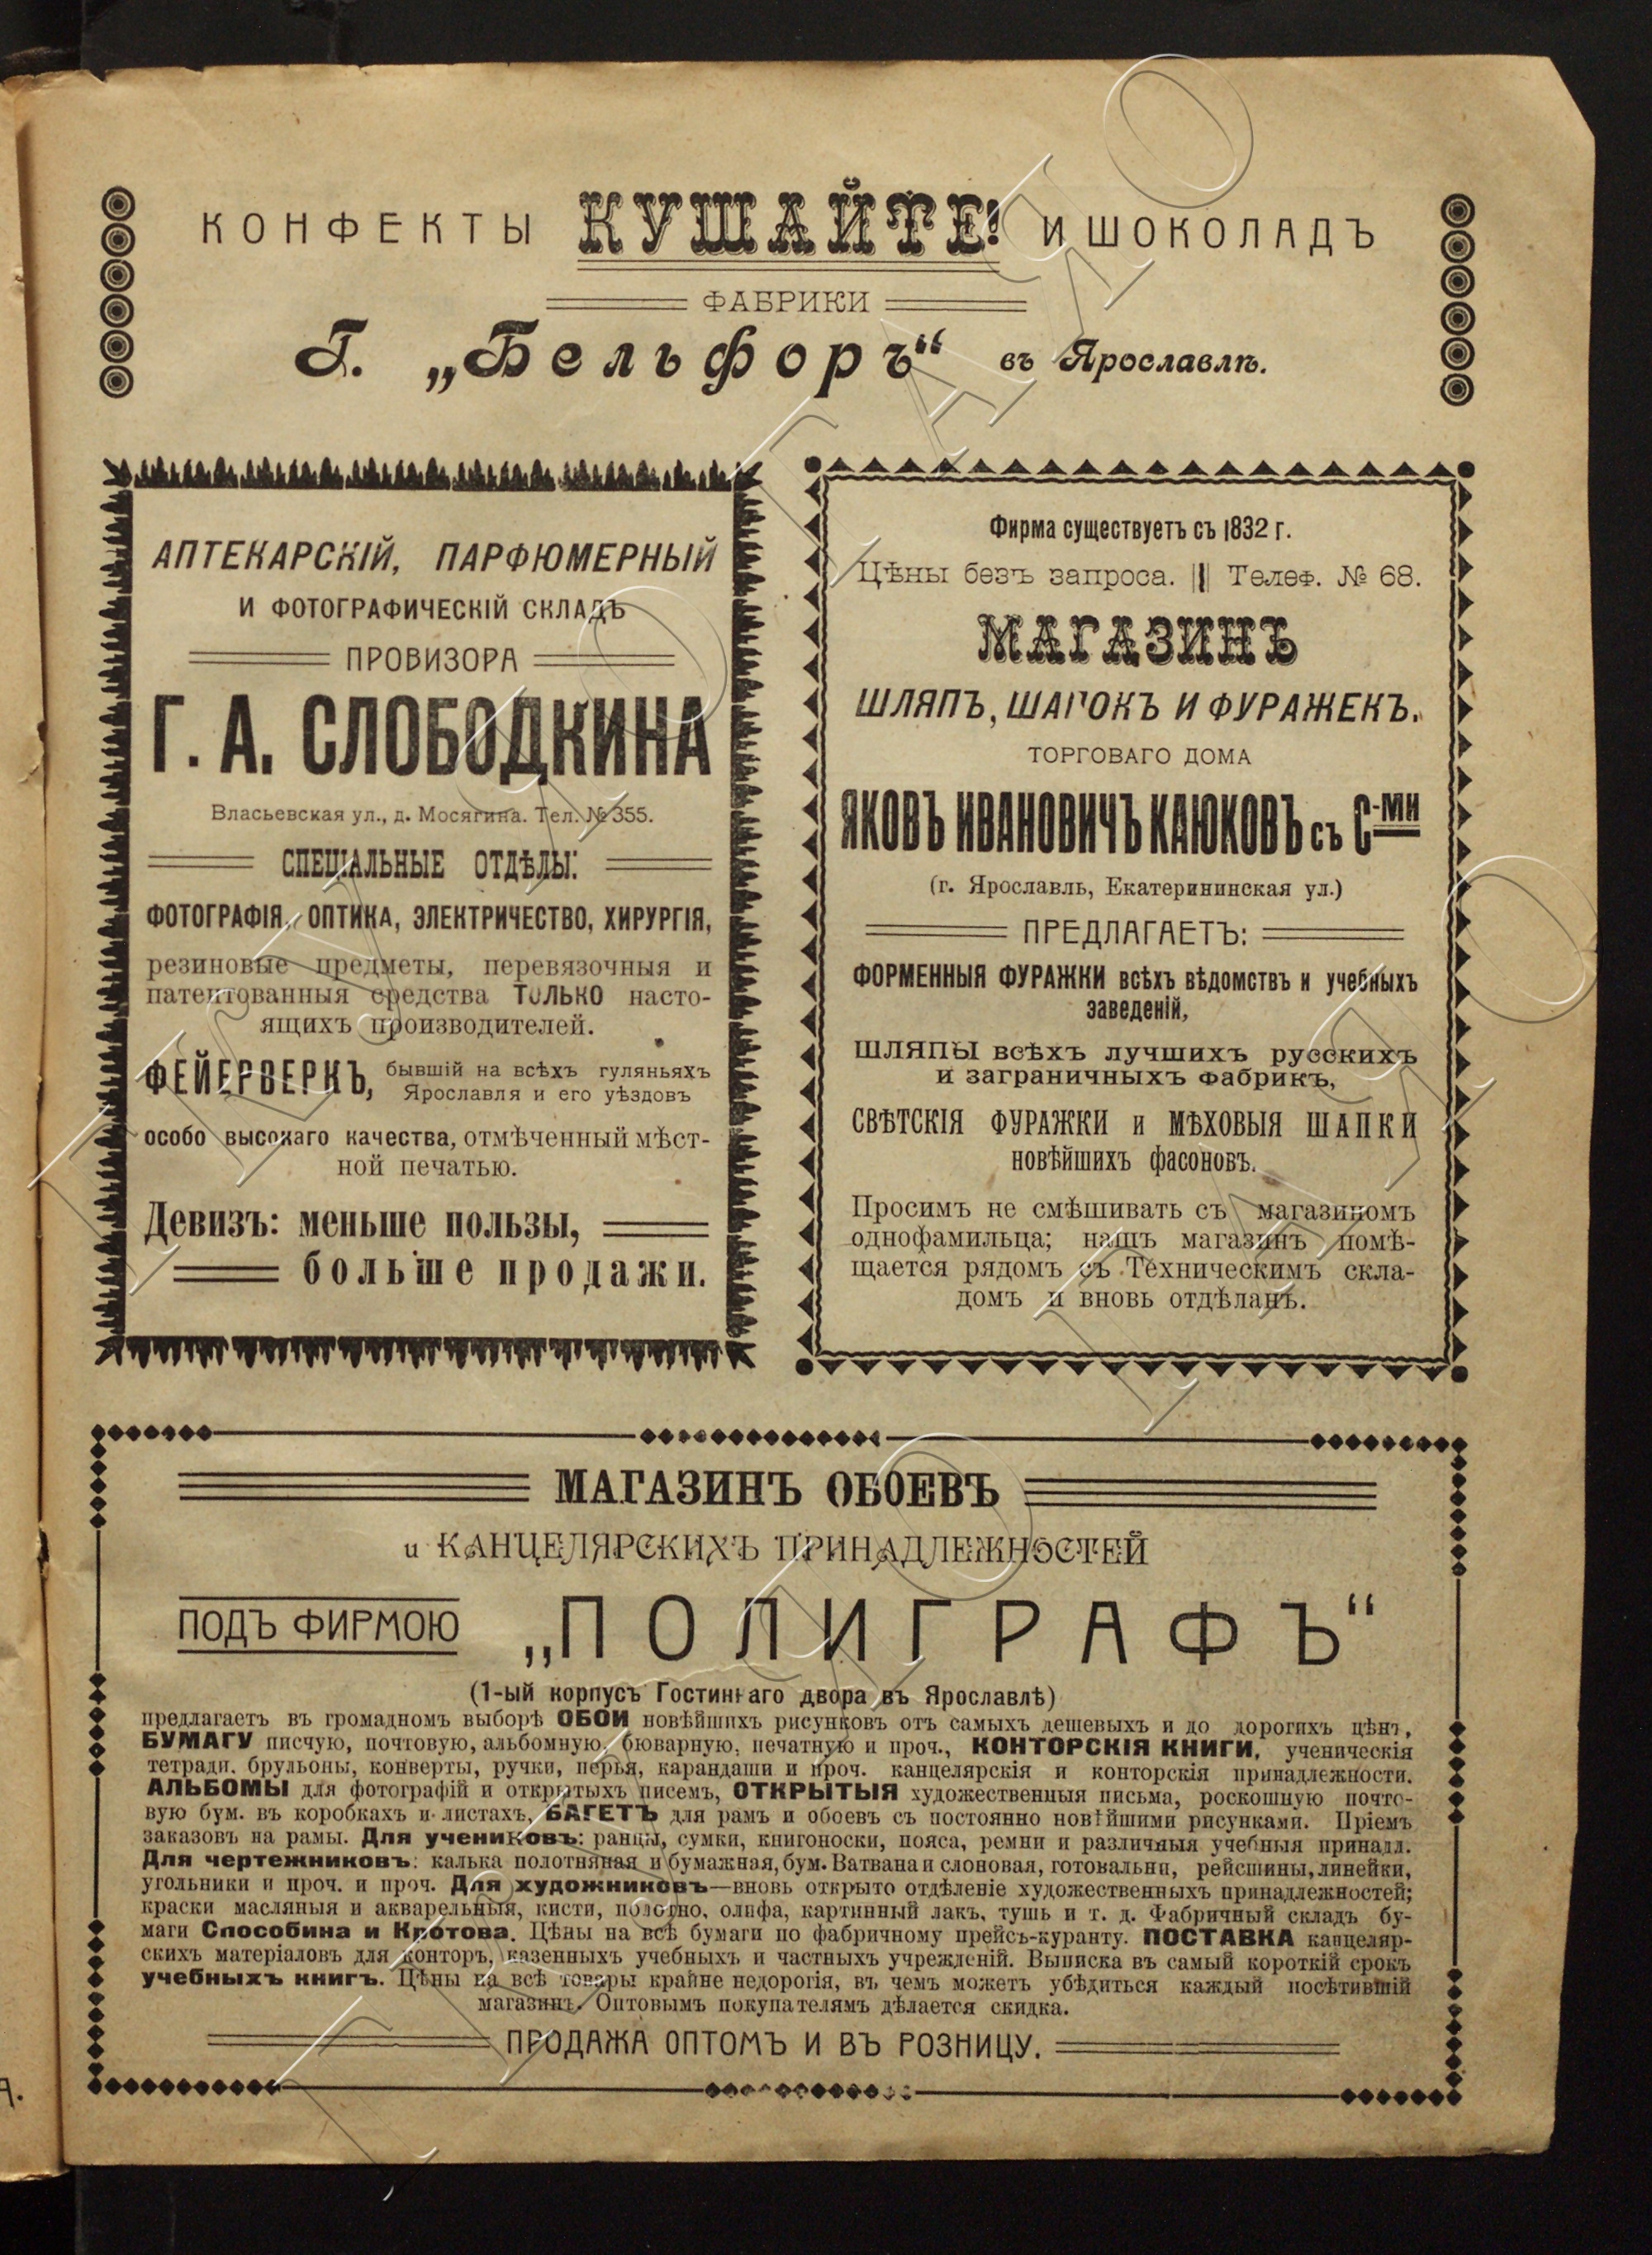 КОНФЕКТЫ КУШАЙТЕ! И ШОКОЛАДЪ
ФАБРИКИ
Г. „Бельфоръ“ въ Ярославлѣ.
АПТЕКАРСКІЙ, ПАРФЮМЕРНЫЙ
И ФОТОГРАФИЧЕСКІЙ СКЛАДЪ
ПРОВИЗОРА
Г. А. СЛОБОДКИНА
Власьевская ул., д. Мосягина. Тел. № 355.
СПЕЦІАЛЬНЫЕ ОТДѢЛЫ:
ФОТОГРАФІЯ, ОПТИКА, ЭЛЕКТРИЧЕСТВО, ХИРУРГІЯ,
резиновые предметы, перевязочныя и
патентованныя средства ТОЛЬКО насто-
ящихъ производителей.
ФЕЙЕРВЕРКЪ, бывшій на всѣхъ гуляньяхъ
Ярославля и его уѣздовъ
особо высокаго качества, отмѣченный мѣст-
ной печатью.
Девизъ: меньше пользы,
больше продажи.
Фирма существуетъ съ 1832 г.
Цѣны безъ запроса. Телеф. № 68.
МАГАЗИНЪ
ШЛЯПЪ, ШАПОКЪ И ФУРАЖЕКЪ.
ТОРГОВАГО ДОМА
ЯКОВЪ ИВАНОВИЧЪ КАЮКОВЪ съ С-МИ
(г. Ярославль, Екатерининская ул.)
ПРЕДЛАГАЕТЪ:
ФОРМЕННЫЯ ФУРАЖКИ всѣхъ вѣдомствъ и учебныхъ
заведеній,
ШЛЯПЫ всѣхъ лучшихъ русскихъ
и заграничныхъ фабрикъ,
СВѢТСКІЯ ФУРАЖКИ и МѢХОВЫЯ ШАПКИ
новѣйшихъ фасоновъ.
Просимъ не смѣшивать съ магазиномъ
однофамильца; нашъ магазинъ помѣ-
щается рядомъ съ Техническимъ скла-
домъ и вновь отдѣланъ.
МАГАЗИНЪ ОБОЕВЪ
и КАНЦЕЛЯРСКИХЪ ПРИНАДЛЕЖНОСТЕЙ
ПОДЪ ФИРМОЮ „ПОЛИГРАФЪ“
(1-ый корпусъ Гостиннаго двора въ Ярославлѣ)
предлагаетъ въ громадномъ выборѣ ОБОИ новѣйшихъ рисунковъ отъ самыхъ дешевыхъ и до дорогихъ цѣнъ,
БУМАГУ писчую, почтовую, альбомную, бюварную, печатную и проч., КОНТОРСКІЯ КНИГИ, ученическія
тетради, брульоны, конверты, ручки, перья, карандаши и проч. канцелярскія и конторскія принадлежности.
АЛЬБОМЫ для фотографій и открытыхъ писемъ, ОТКРЫТЫЯ художественныя письма, роскошную почто-
вую бум. въ коробкахъ и листахъ, БАГЕТЪ для рамъ и обоевъ съ постоянно новѣйшими рисунками. Пріемъ
заказовъ на рамы. Для учениковъ: ранцы, сумки, книгоноски, пояса, ремни и различныя учебныя принадл.
Для чертежниковъ: калька полотняная и бумажная, бум. Ватвана и слоновая, готовальни, рейсшины, линейки,
угольники и проч. и проч. Для художниковъ—вновь открыто отдѣленіе художественныхъ принадлежностей;
краски масляныя и акварельныя, кисти, полотно, олифа, картинный лакъ, тушь и т. д. Фабричный складъ бу-
маги Способина и Кротова. Цѣны на всѣ бумаги по фабричному прейсъ-куранту. ПОСТАВКА канцеляр-
скихъ матеріаловъ для конторъ, казенныхъ учебныхъ и частныхъ учрежденій. Выписка въ самый короткій срокъ
учебныхъ книгъ. Цѣны на всѣ товары крайне недорогія, въ чемъ можетъ убѣдиться каждый посѣтившій
магазинъ. Оптовымъ покупателямъ дѣлается скидка.
ПРОДАЖА ОПТОМЪ И ВЪ РОЗНИЦУ.